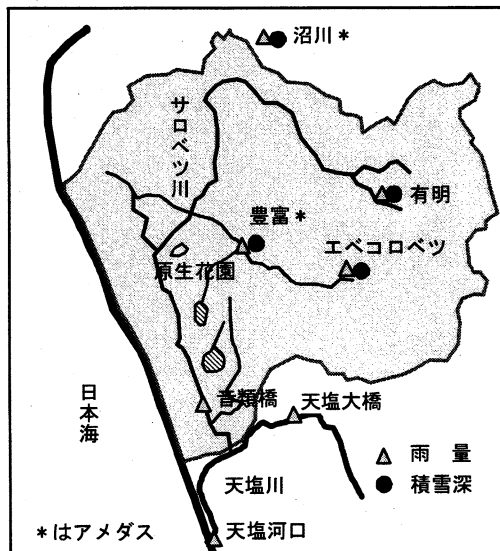 沼川*
サロベツ川
有明
豊富*
エベコロベツ
原生花園
日本海
音類橋
天塩大橋
雨 量
天塩川
積雪深
*はアメダス
天塩河口